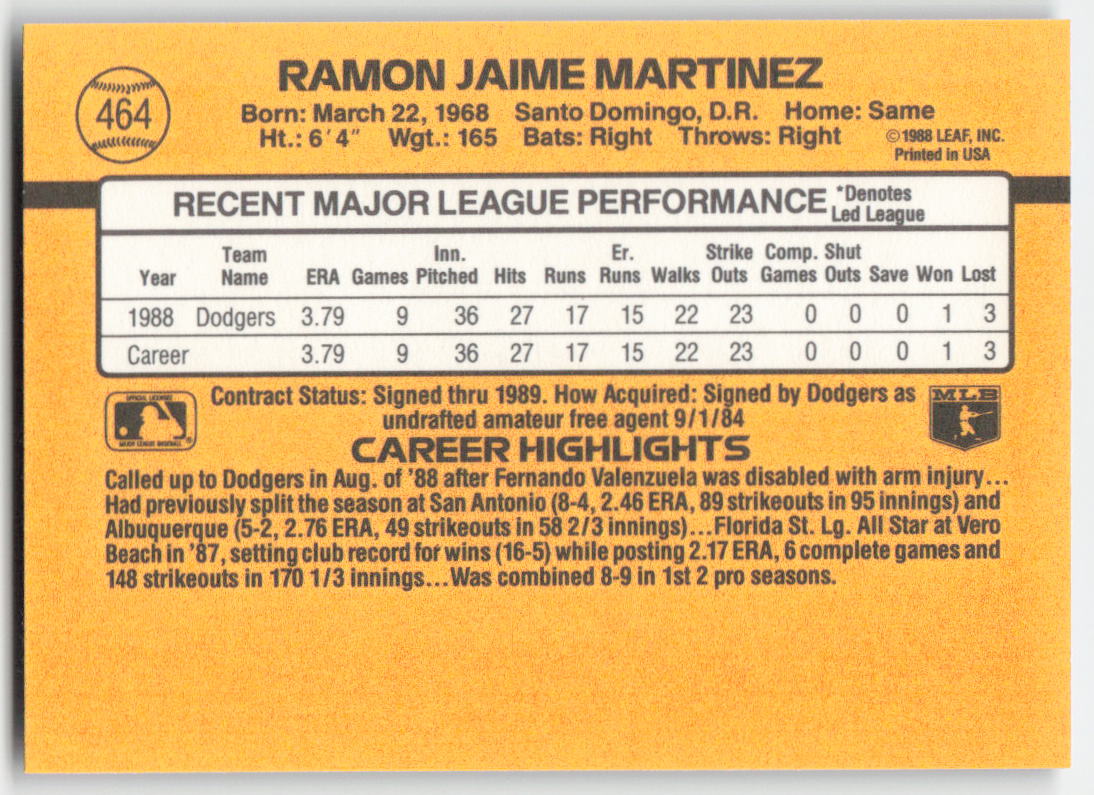 464
RAMON JAIME MARTINEZ
Born: March 22, 1968 Santo Domingo, D.R. Home: Same
Ht.: 6'4" Wgt.: 165 Bats: Right Throws: Right
©1988 LEAF, INC.
Printed in USA
RECENT MAJOR LEAGUE PERFORMANCE
*Denotes
Led League
Year Team Name ERA Games Inn. Pitched Hits Runs Er. Runs Walks Strike Outs Comp. Games Shut Outs Save Won Lost
1988 Dodgers 3.79 9 36 27 17 15 22 23 0 0 0 1 3
Career 3.79 9 36 27 17 15 22 23 0 0 0 1 3
OFFICIAL LICENSEE
MAJOR LEAGUE BASEBALL
Contract Status: Signed thru 1989. How Acquired: Signed by Dodgers as
undrafted amateur free agent 9/1/84
MLB
CAREER HIGHLIGHTS
Called up to Dodgers in Aug. of '88 after Fernando Valenzuela was disabled with arm injury...
Had previously split the season at San Antonio (8-4, 2.46 ERA, 89 strikeouts in 95 innings) and
Albuquerque (5-2, 2.76 ERA, 49 strikeouts in 58 2/3 innings)...Florida St. Lg. All Star at Vero
Beach in '87, setting club record for wins (16-5) while posting 2.17 ERA, 6 complete games and
148 strikeouts in 170 1/3 innings...Was combined 8-9 in 1st 2 pro seasons.